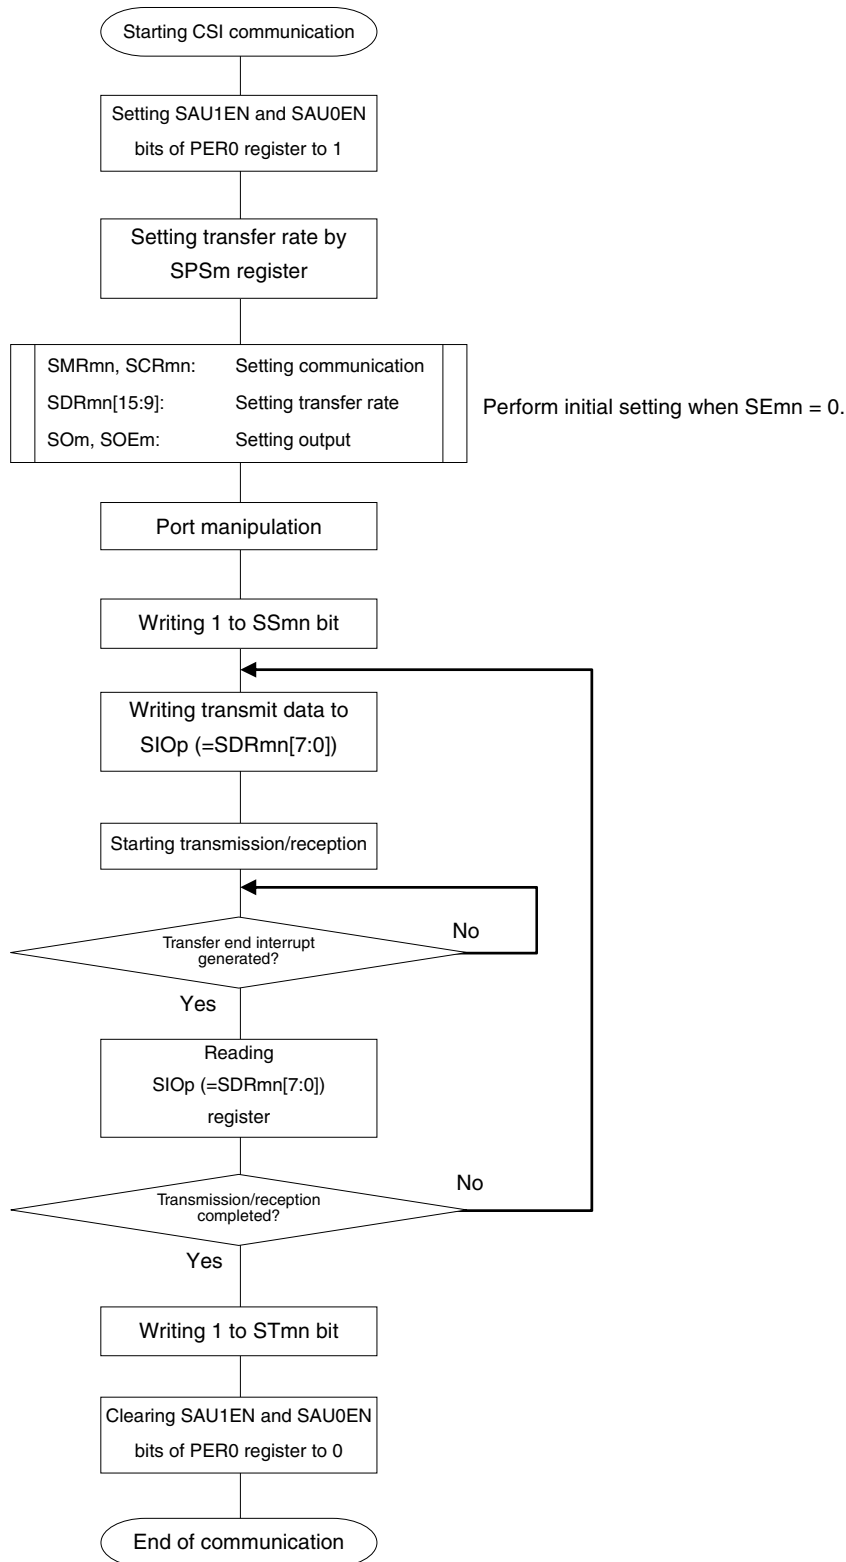 Starting CSI communication
Setting SAU1EN and SAU0EN
bits of PER0 register to 1
Setting transfer rate by
SPSm register
SMRmn, SCRmn: Setting communication
SDRmn[15:9]: Setting transfer rate
SOm, SOEm: Setting output
Perform initial setting when SEmn = 0.
Port manipulation
Writing 1 to SSmn bit
Writing transmit data to
SIOp (=SDRmn[7:0])
Starting transmission/reception
Transfer end interrupt
generated?
No
Yes
Reading
SIOp (=SDRmn[7:0])
register
Transmission/reception
completed?
No
Yes
Writing 1 to STmn bit
Clearing SAU1EN and SAU0EN
bits of PER0 register to 0
End of communication